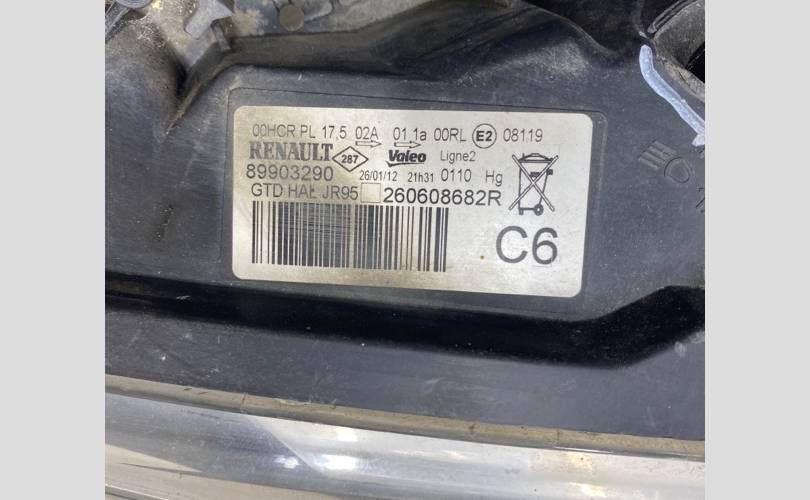 00HCR PL 17,5 02A 01.1a 00RL E2 08119
RENAULT 287 Valeo Ligne2
89903290 26/01/12 21h31 0110 Hg
GTD HAL JR95 260608682R
C6